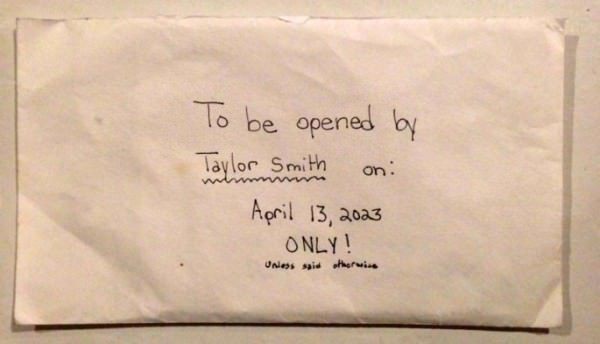 To be opened by
Taylor Smith on:
April 13, 2023
ONLY!
Unless said otherwise